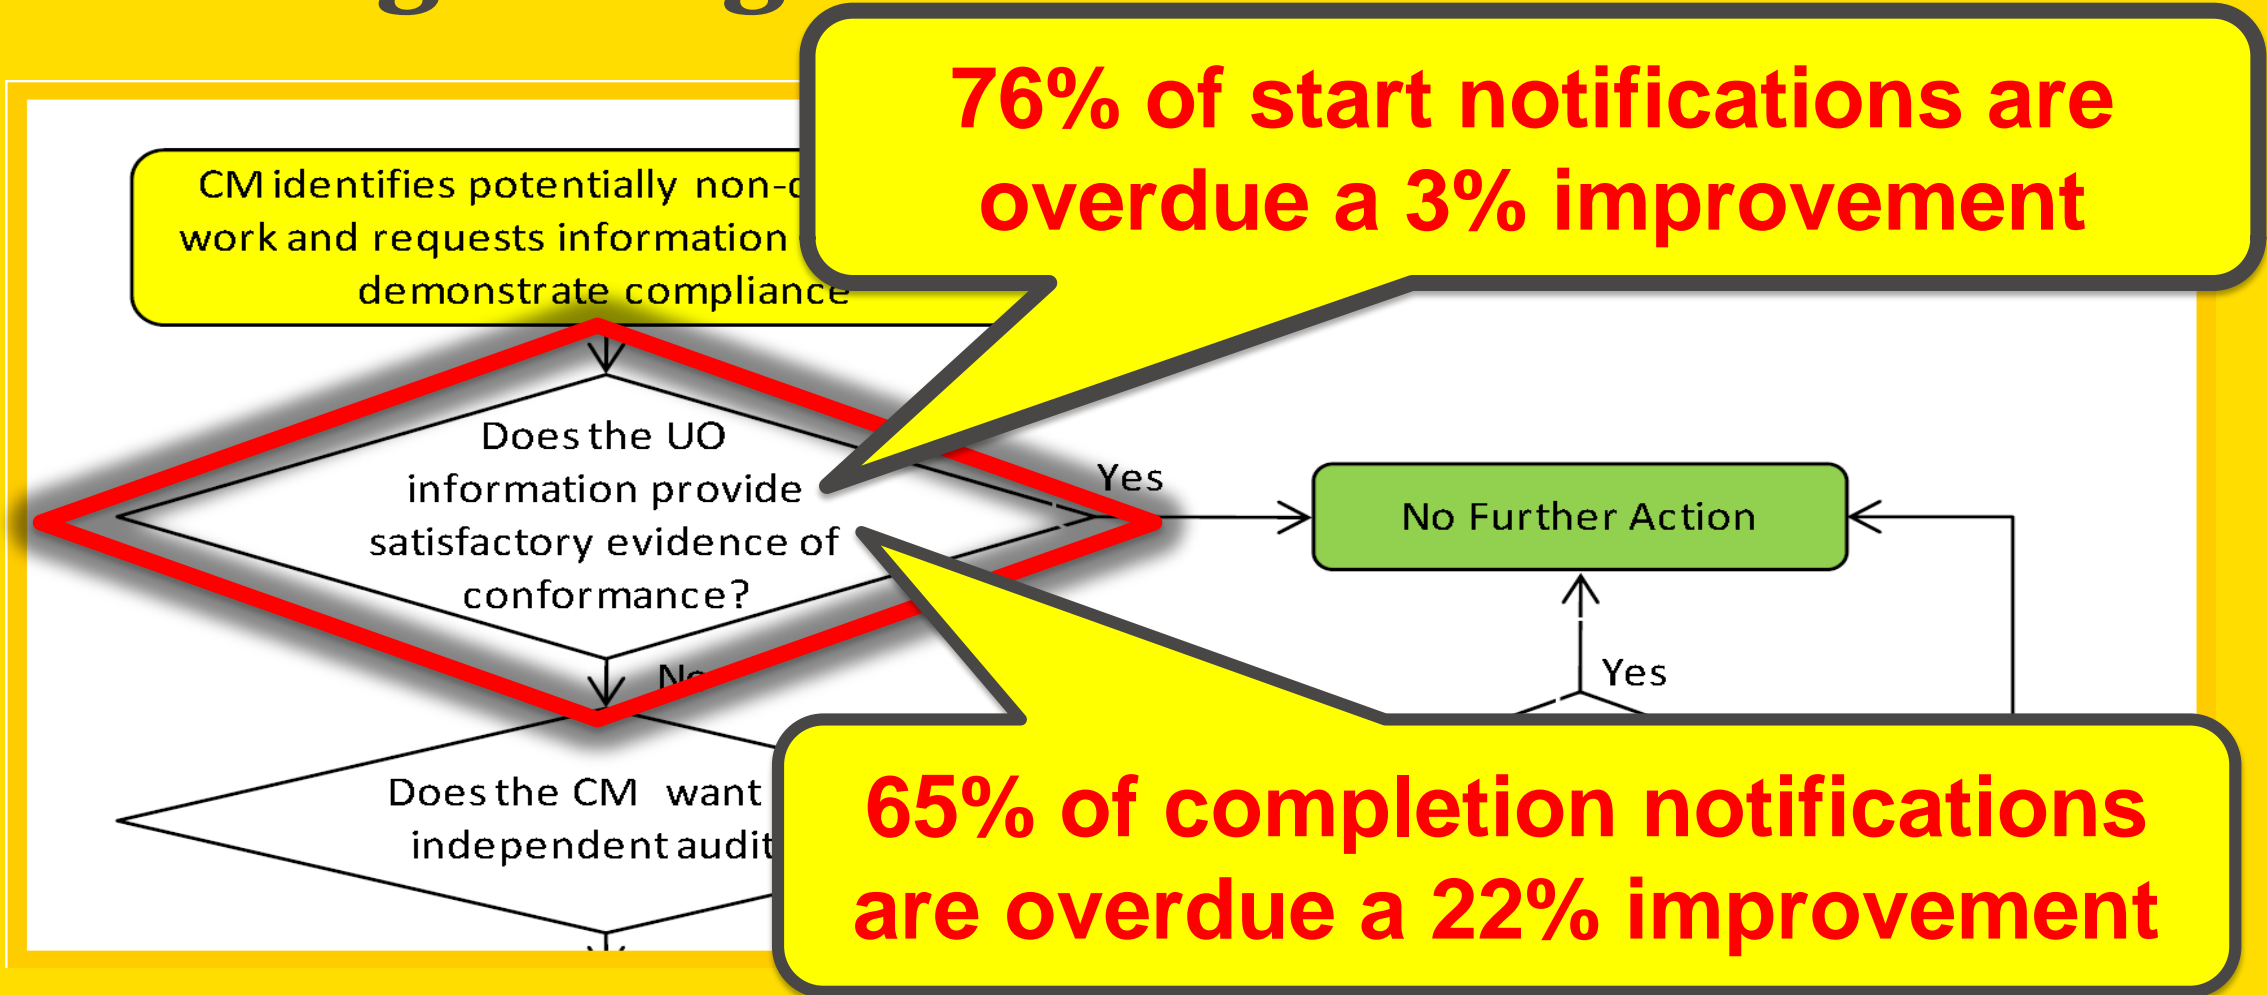 76% of start notifications are
overdue a 3% improvement
CM identifies potentially
work and requests information
demonstrate compliance
Does the UO
information provide
satisfactory evidence of
conformance?
Yes
No Further Action
Yes
Does the CM want
independent audit
65% of completion notifications
are overdue a 22% improvement